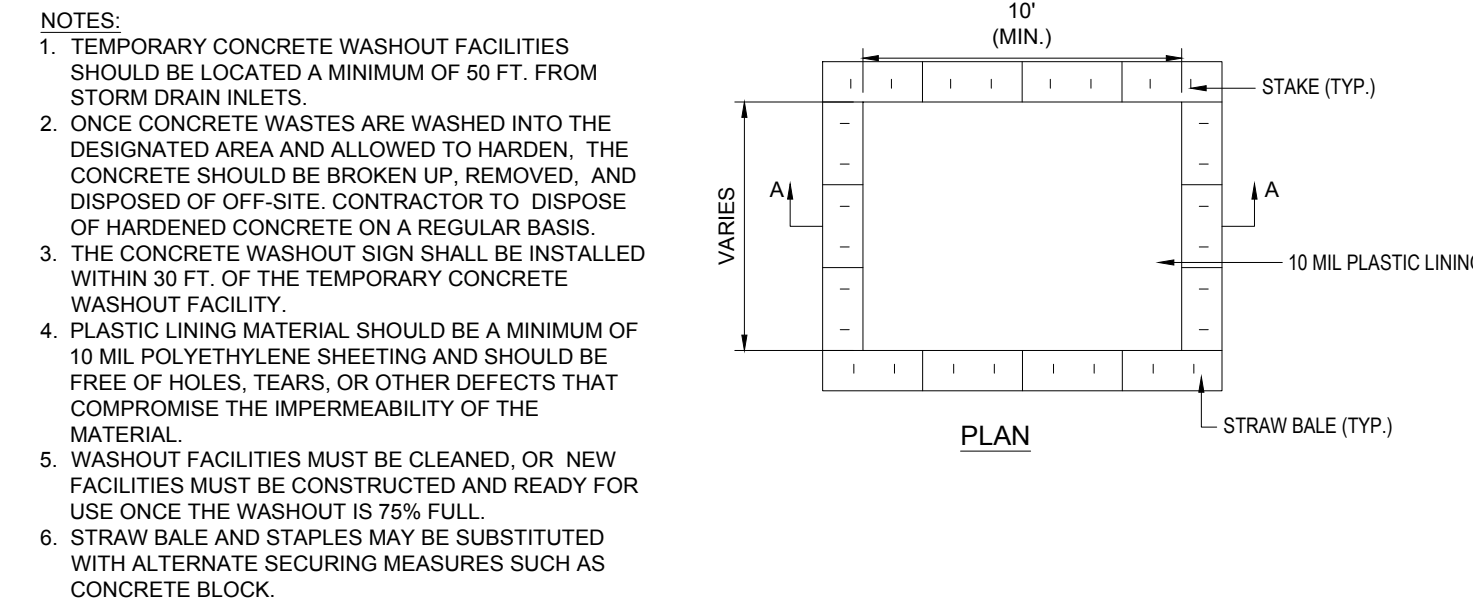 NOTES:
1. TEMPORARY CONCRETE WASHOUT FACILITIES
SHOULD BE LOCATED A MINIMUM OF 50 FT. FROM
STORM DRAIN INLETS.
2. ONCE CONCRETE WASTES ARE WASHED INTO THE
DESIGNATED AREA AND ALLOWED TO HARDEN, THE
CONCRETE SHOULD BE BROKEN UP, REMOVED, AND
DISPOSED OF OFF-SITE. CONTRACTOR TO DISPOSE
OF HARDENED CONCRETE ON A REGULAR BASIS.
3. THE CONCRETE WASHOUT SIGN SHALL BE INSTALLED
WITHIN 30 FT. OF THE TEMPORARY CONCRETE
WASHOUT FACILITY.
4. PLASTIC LINING MATERIAL SHOULD BE A MINIMUM OF
10 MIL POLYETHYLENE SHEETING AND SHOULD BE
FREE OF HOLES, TEARS, OR OTHER DEFECTS THAT
COMPROMISE THE IMPERMEABILITY OF THE
MATERIAL.
5. WASHOUT FACILITIES MUST BE CLEANED, OR NEW
FACILITIES MUST BE CONSTRUCTED AND READY FOR
USE ONCE THE WASHOUT IS 75% FULL.
6. STRAW BALE AND STAPLES MAY BE SUBSTITUTED
WITH ALTERNATE SECURING MEASURES SUCH AS
CONCRETE BLOCK.
10'
(MIN.)
STAKE (TYP.)
VARIES
A
A
10 MIL PLASTIC LINING
STRAW BALE (TYP.)
PLAN